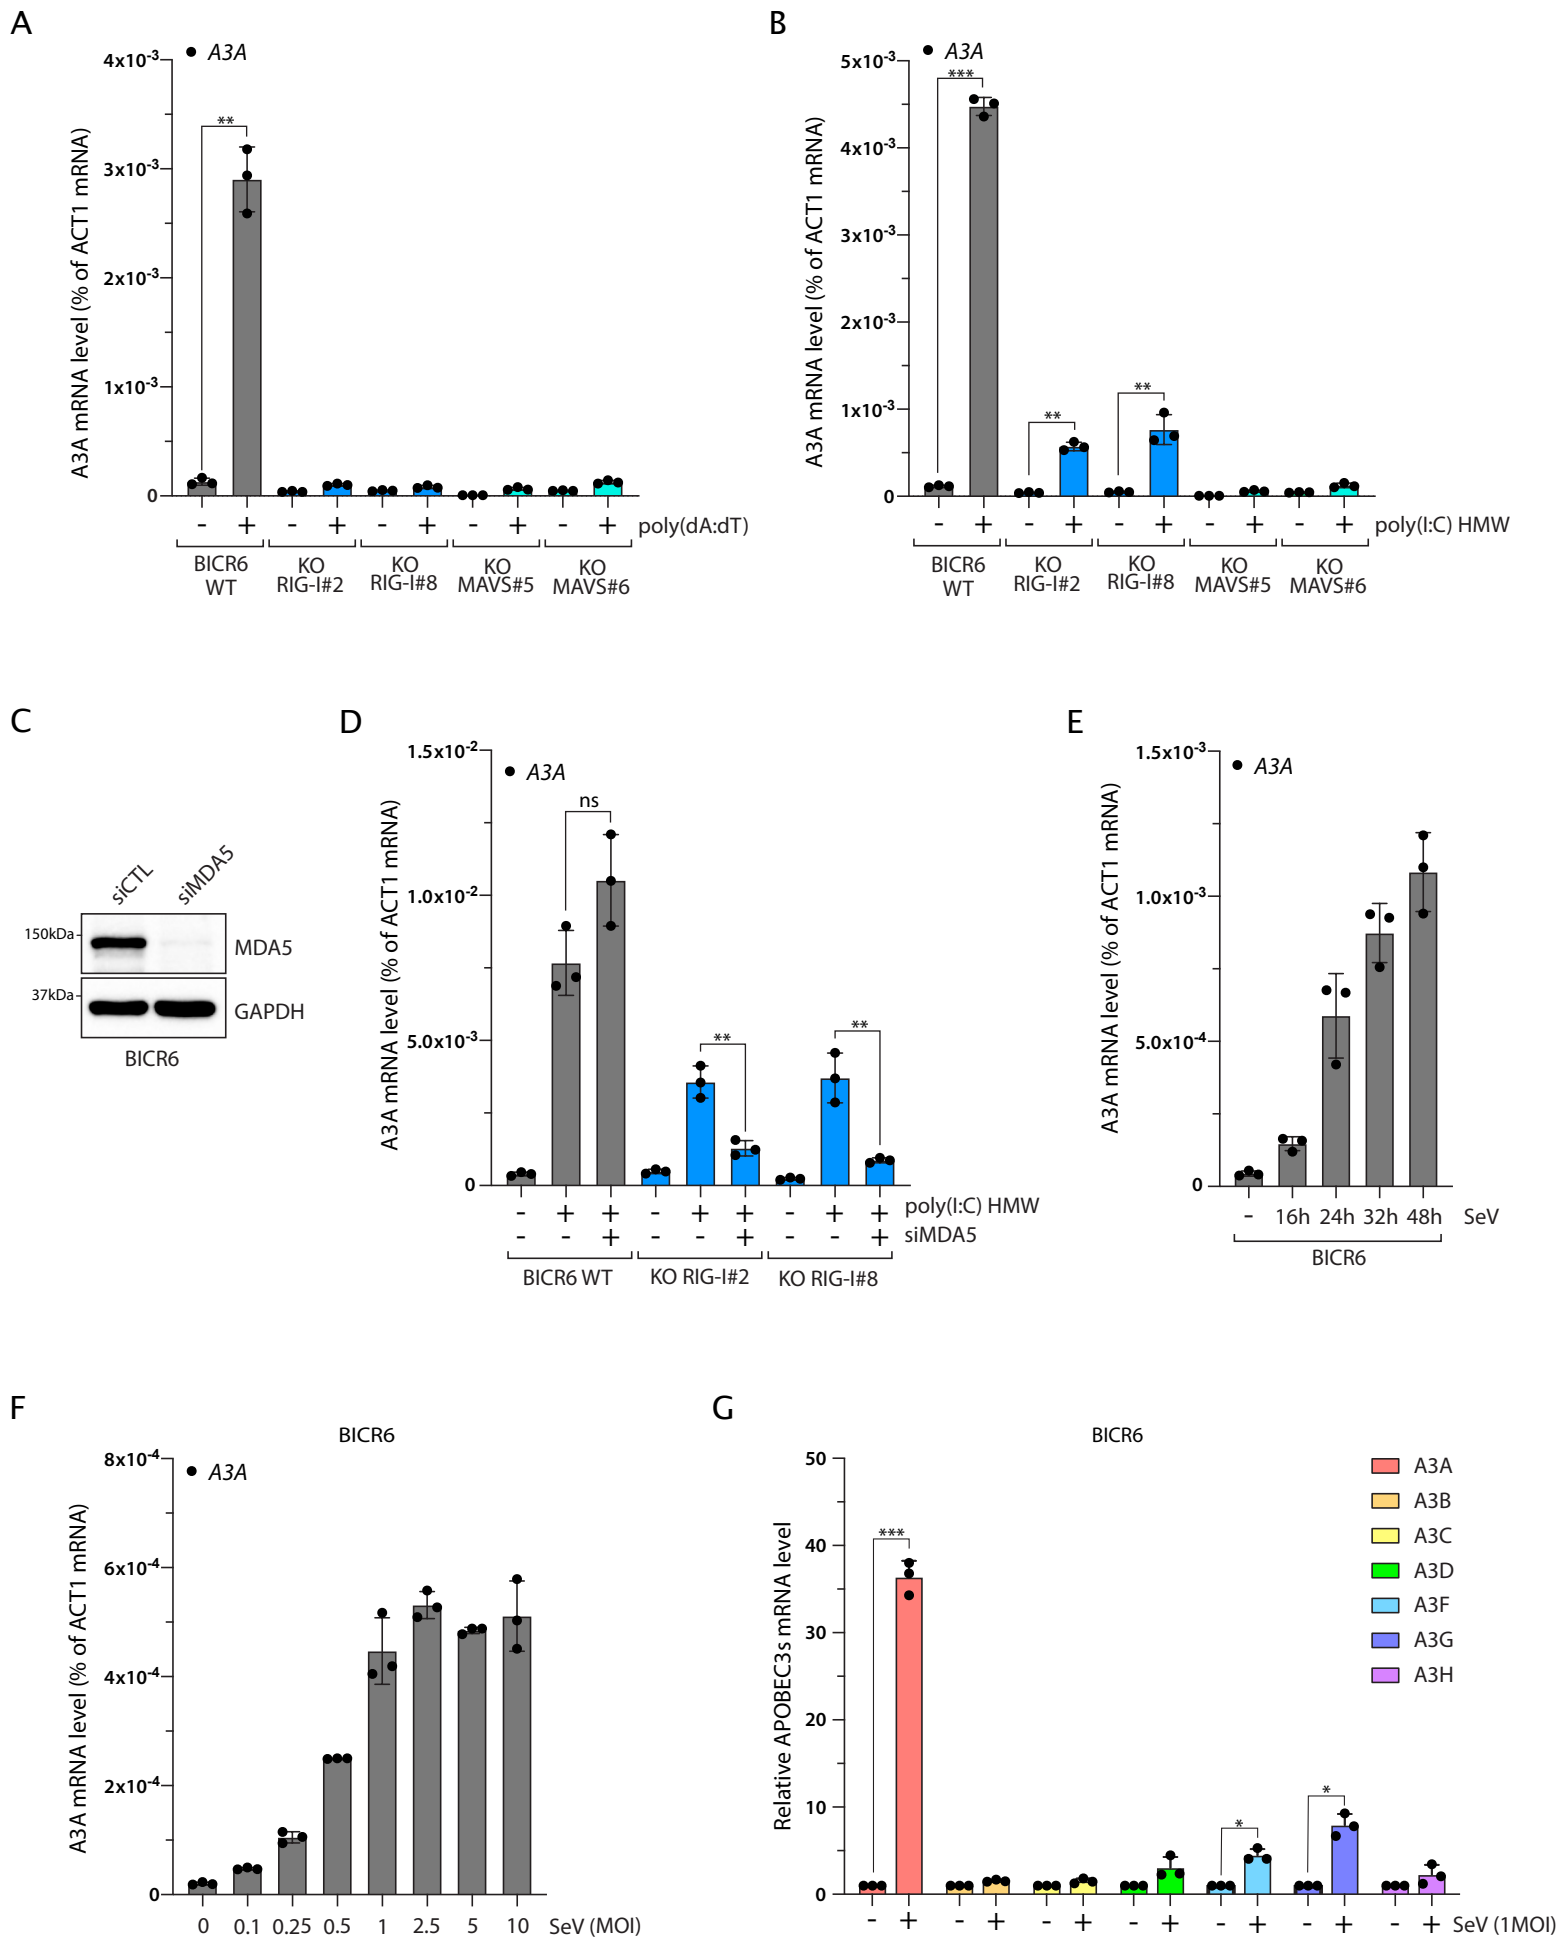 A
A3A
A3A mRNA level (% of ACT1 mRNA)
4x10-3
3x10-3
2x10-3
1x10-3
0
**
- + - + - + - + - + poly(dA:dT)
BICR6 WT
KO RIG-I#2
KO RIG-I#8
KO MAVS#5
KO MAVS#6
B
A3A
A3A mRNA level (% of ACT1 mRNA)
5x10-3
4x10-3
3x10-3
2x10-3
1x10-3
0
***
**
**
- + - + - + - + - + poly(I:C) HMW
BICR6 WT
KO RIG-I#2
KO RIG-I#8
KO MAVS#5
KO MAVS#6
C
siCTL
siMDA5
150kDa
MDA5
37kDa
GAPDH
BICR6
D
A3A
A3A mRNA level (% of ACT1 mRNA)
1.5x10-2
1.0x10-2
5.0x10-3
0
ns
**
**
- + + - + + - + + poly(I:C) HMW
- - + - - + - - + siMDA5
BICR6 WT
KO RIG-I#2
KO RIG-I#8
E
A3A
A3A mRNA level (% of ACT1 mRNA)
1.5x10-3
1.0x10-3
5.0x10-4
0
- 16h 24h 32h 48h SeV
BICR6
F
BICR6
A3A
A3A mRNA level (% of ACT1 mRNA)
8x10-4
6x10-4
4x10-4
2x10-4
0
0 0.1 0.25 0.5 1 2.5 5 10 SeV (MOI)
G
BICR6
Relative APOBEC3s mRNA level
50
40
30
20
10
0
***
*
*
- + - + - + - + - + - + - + SeV (1MOI)
A3A
A3B
A3C
A3D
A3F
A3G
A3H